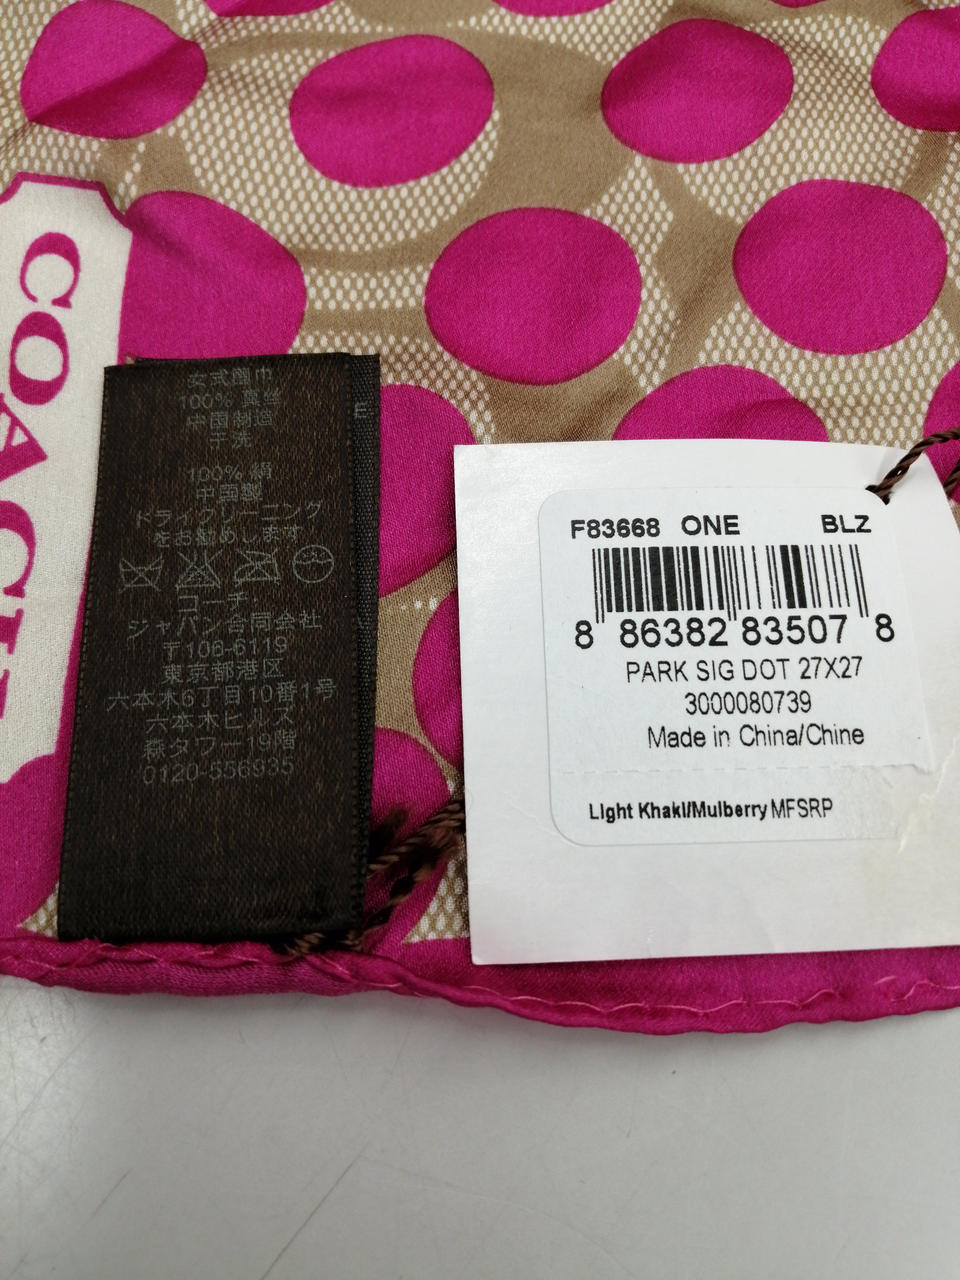 COACH
女式围巾
100% 真丝
中国制造
干洗
100% 絹
中国製
ドライクリーニング
をお勧めします
コーチ
ジャパン合同会社
〒106-6119
東京都港区
六本木6丁目10番1号
六本木ヒルズ
森タワー19階
0120-556935
F83668 ONE BLZ
8 86382 83507 8
PARK SIG DOT 27X27
3000080739
Made in China/Chine
Light Khaki/Mulberry MFSRP